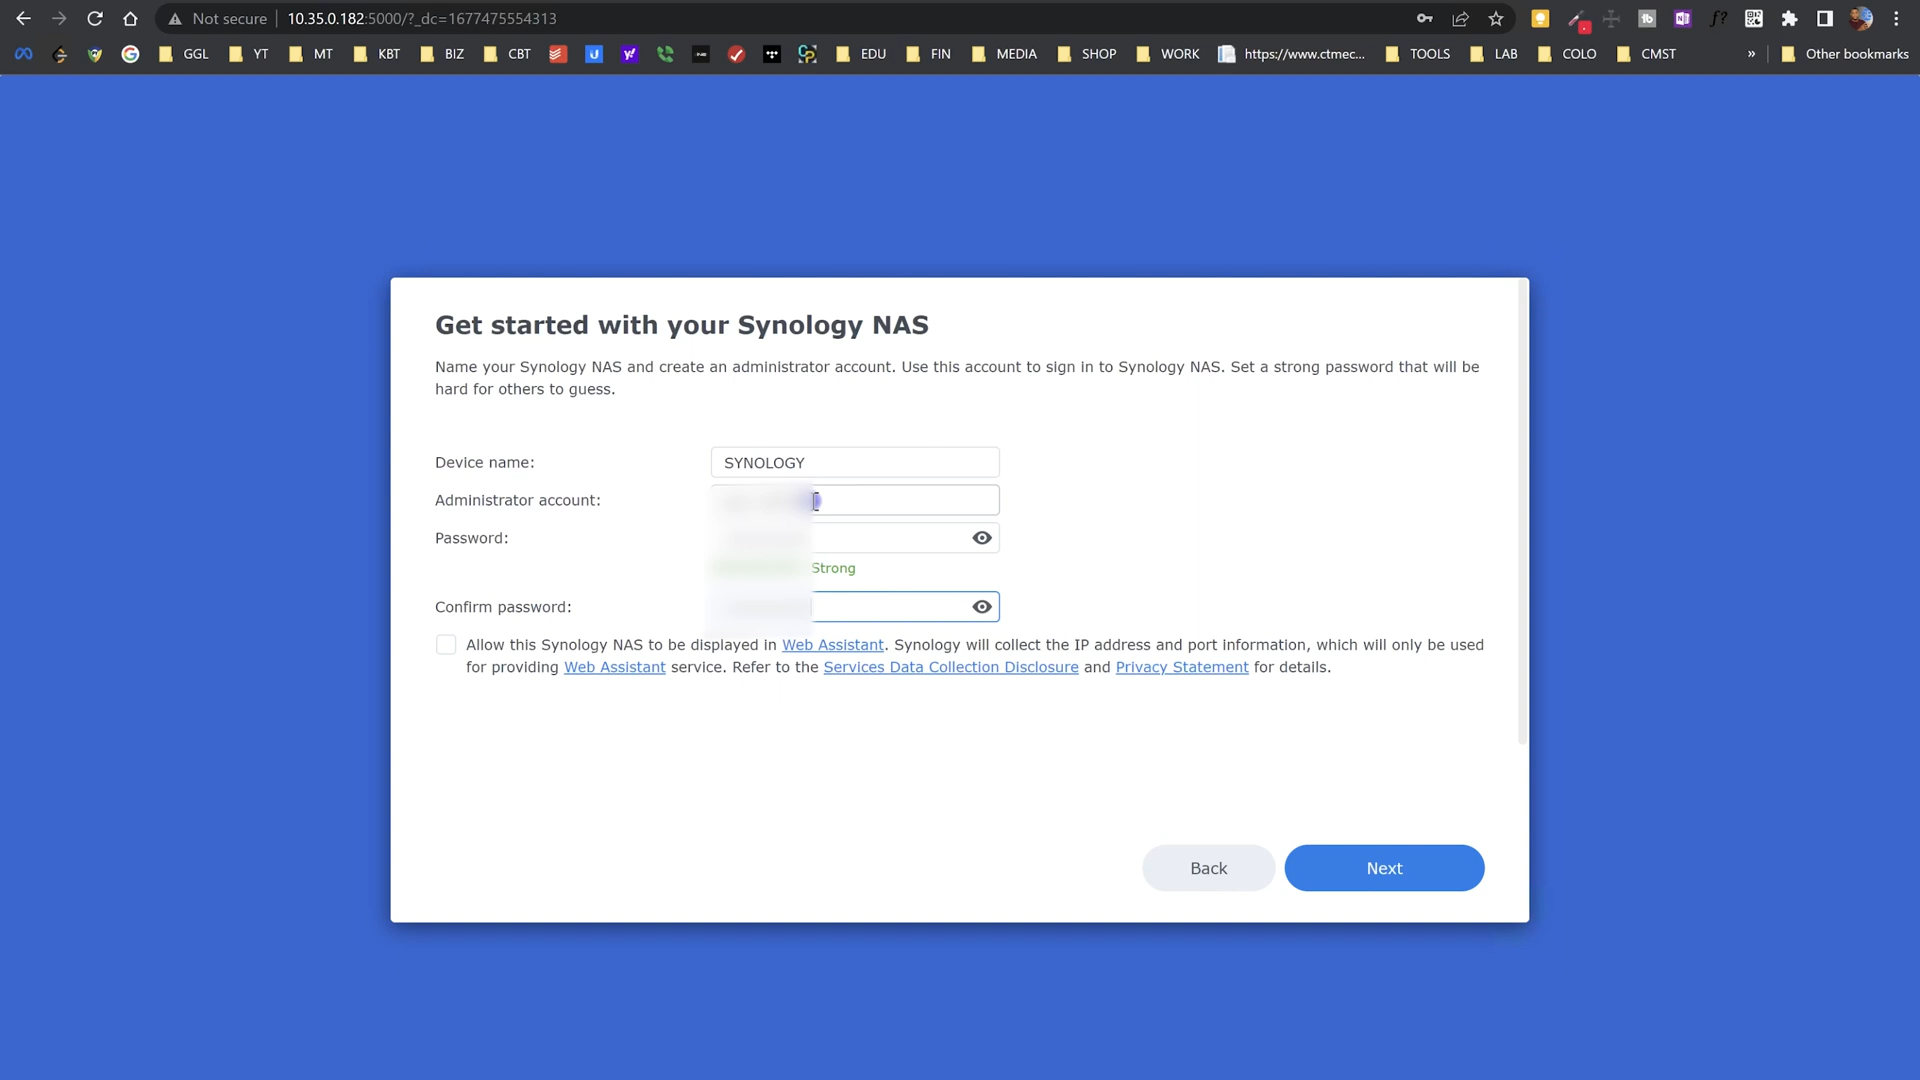 Not secure 10.35.0.182:5000/?_dc=1677475554313
GGL YT MT KBT BIZ CBT EDU FIN MEDIA SHOP WORK https://www.ctmec... TOOLS LAB COLO CMST » Other bookmarks
Get started with your Synology NAS
Name your Synology NAS and create an administrator account. Use this account to sign in to Synology NAS. Set a strong password that will be
hard for others to guess.
Device name: SYNOLOGY
Administrator account:
Password:
Strong
Confirm password:
Allow this Synology NAS to be displayed in Web Assistant. Synology will collect the IP address and port information, which will only be used
for providing Web Assistant service. Refer to the Services Data Collection Disclosure and Privacy Statement for details.
Back Next